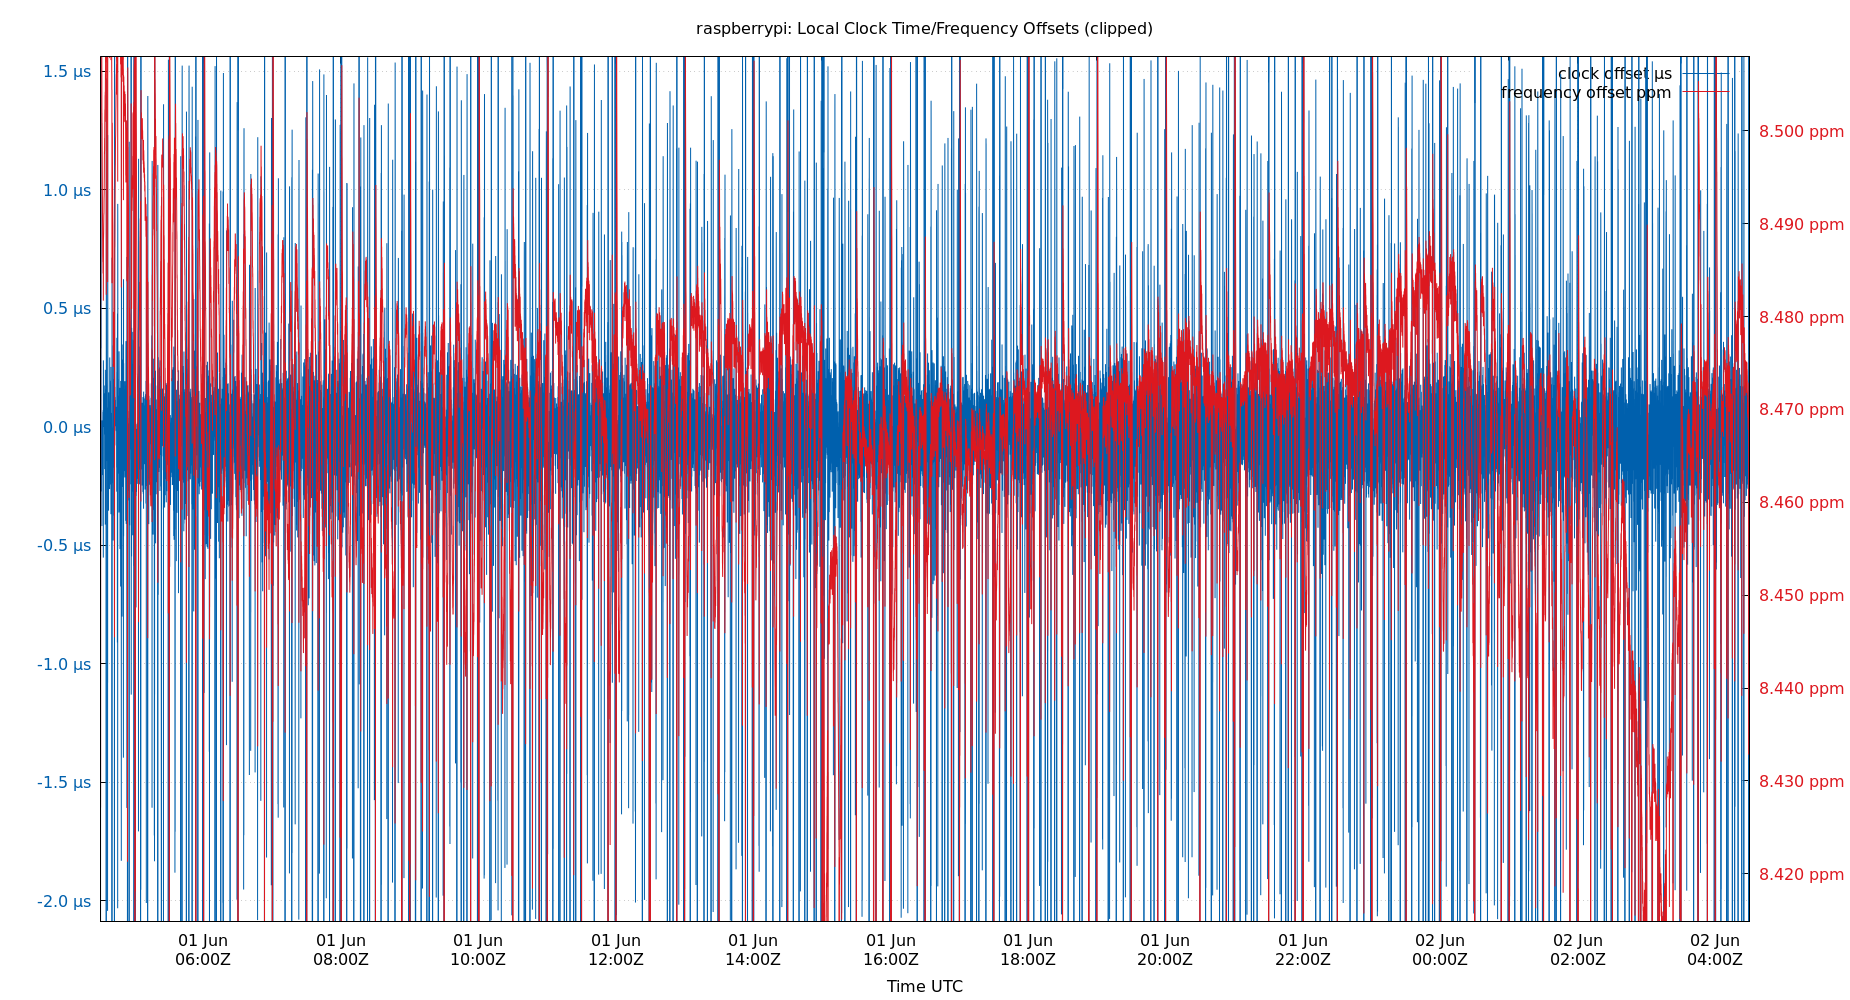 raspberrypi: Local Clock Time/Frequency Offsets (clipped)
clock offset µs
frequency offset ppm
1.5 µs
1.0 µs
0.5 µs
0.0 µs
-0.5 µs
-1.0 µs
-1.5 µs
-2.0 µs
8.500 ppm
8.490 ppm
8.480 ppm
8.470 ppm
8.460 ppm
8.450 ppm
8.440 ppm
8.430 ppm
8.420 ppm
01 Jun 01 Jun 01 Jun 01 Jun 01 Jun 01 Jun 01 Jun 01 Jun 01 Jun 02 Jun 02 Jun 02 Jun
06:00Z 08:00Z 10:00Z 12:00Z 14:00Z 16:00Z 18:00Z 20:00Z 22:00Z 00:00Z 02:00Z 04:00Z
Time UTC